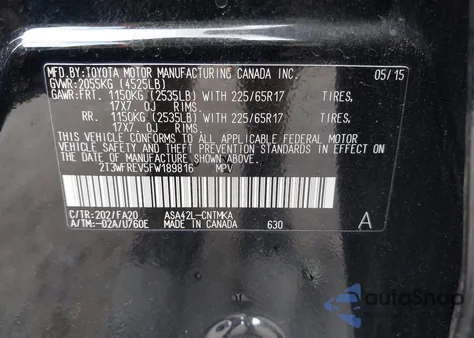 MFD.BY:TOYOTA MOTOR MANUFACTURING CANADA INC. 05/15
GVWR:2055KG (4525LB)
GAWR:FRT. 1150KG (2535LB) WITH 225/65R17 TIRES,
17X7.0J RIMS.
RR. 1150KG (2535LB) WITH 225/65R17 TIRES,
17X7.0J RIMS.
THIS VEHICLE CONFORMS TO ALL APPLICABLE FEDERAL MOTOR
VEHICLE SAFETY AND THEFT PREVENTION STANDARDS IN EFFECT
ON THE DATE OF MANUFACTURE SHOWN ABOVE.
2T3WFREV5FW189816 MPV
C/TR:202/FA20 ASA42L-CNTMKA
A/TM:-02A/U760E MADE IN CANADA 630 A
AutoSnap